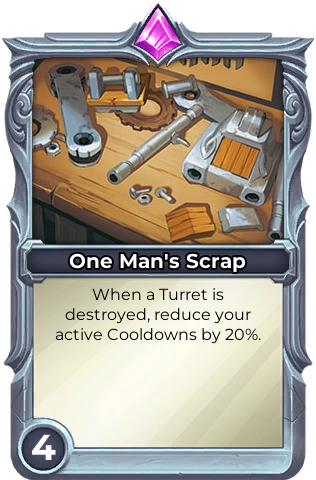 One Man's Scrap
When a Turret is
destroyed, reduce your
active Cooldowns by 20%.
4